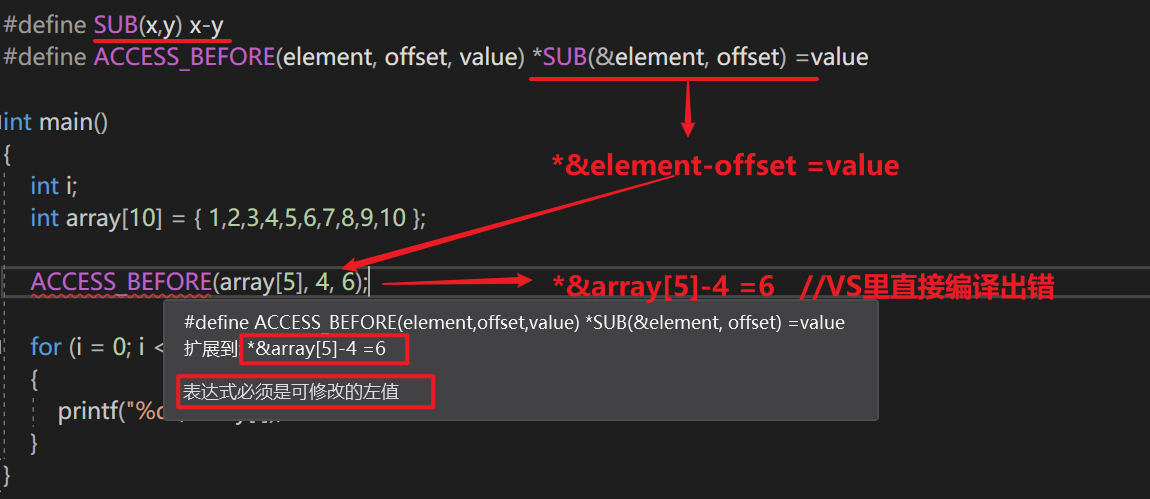 #define SUB(x,y) x-y
#define ACCESS_BEFORE(element, offset, value) *SUB(&element, offset) =value
int main()
{
*&element-offset =value
int i;
int array[10] = { 1,2,3,4,5,6,7,8,9,10 };
ACCESS_BEFORE(array[5], 4, 6);
*&array[5]-4 =6 //VS里直接编译出错
#define ACCESS_BEFORE(element,offset,value) *SUB(&element, offset) =value
for (i = 0; i <
扩展到: *&array[5]-4 =6
{
表达式必须是可修改的左值
printf("%
}
}